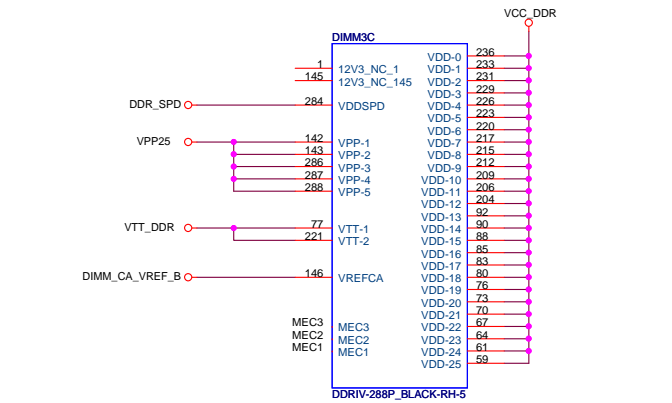 VCC_DDR
DIMM3C
VDD-0 236
1 12V3_NC_1 VDD-1 233
145 12V3_NC_145 VDD-2 231
VDD-3 229
DDR_SPD 284 VDDSPD VDD-4 226
VDD-5 223
VDD-6 220
VPP25 142 VPP-1 VDD-7 217
143 VPP-2 VDD-8 215
286 VPP-3 VDD-9 212
287 VPP-4 VDD-10 209
288 VPP-5 VDD-11 206
VDD-12 204
VDD-13 92
VTT_DDR 77 VTT-1 VDD-14 90
221 VTT-2 VDD-15 88
VDD-16 85
VDD-17 83
DIMM_CA_VREF_B 146 VREFCA VDD-18 80
VDD-19 76
VDD-20 73
VDD-21 70
MEC3 MEC3 VDD-22 67
MEC2 MEC2 VDD-23 64
MEC1 MEC1 VDD-24 61
VDD-25 59
DDRIV-288P_BLACK-RH-5